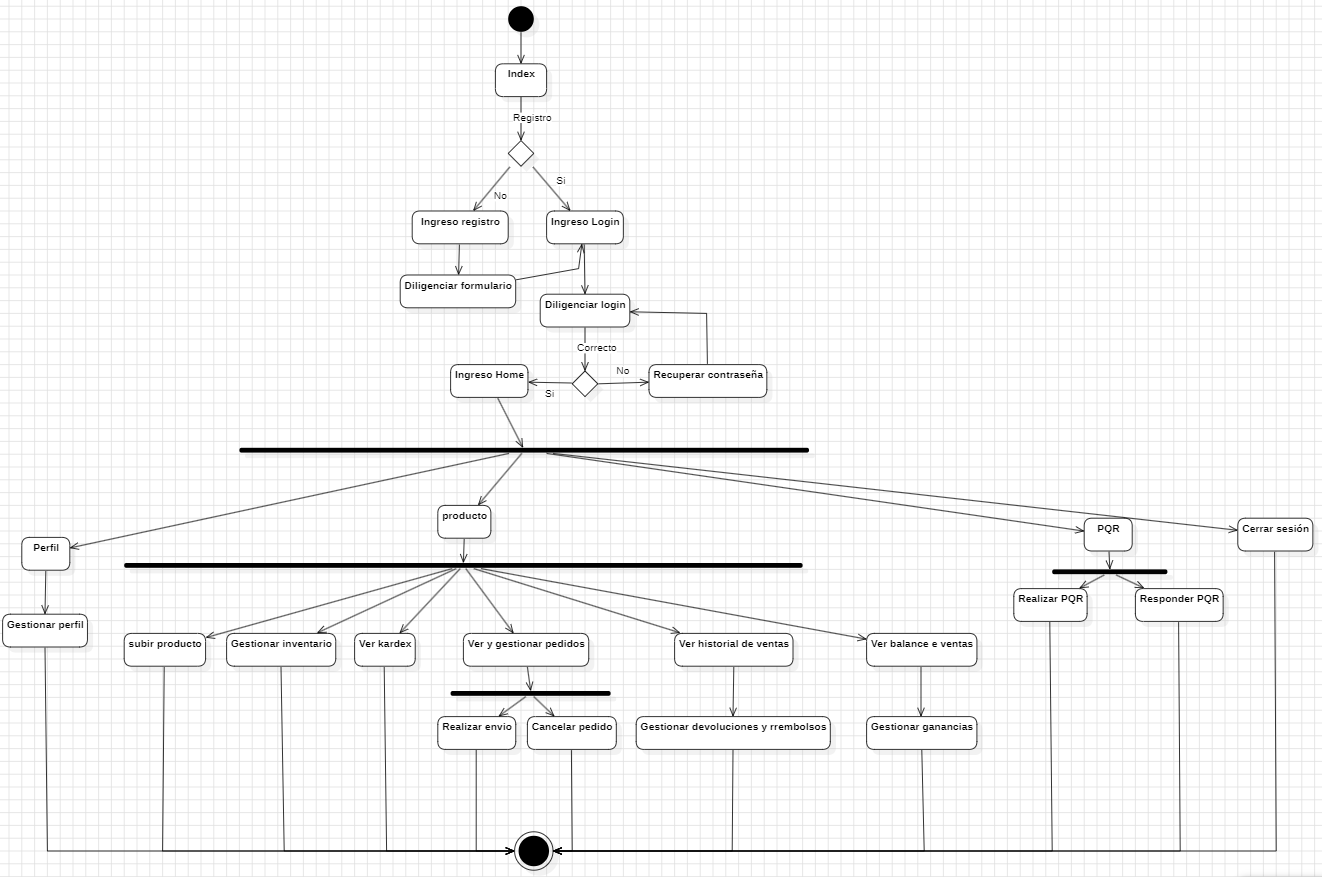 Index
Registro
No
Si
Ingreso registro
Ingreso Login
Diligenciar formulario
Diligenciar login
Correcto
Ingreso Home
Si
No
Recuperar contraseña
producto
PQR
Cerrar sesión
Perfil
Realizar PQR
Responder PQR
Gestionar perfil
subir producto
Gestionar inventario
Ver kardex
Ver y gestionar pedidos
Ver historial de ventas
Ver balance e ventas
Realizar envio
Cancelar pedido
Gestionar devoluciones y rrembolsos
Gestionar ganancias